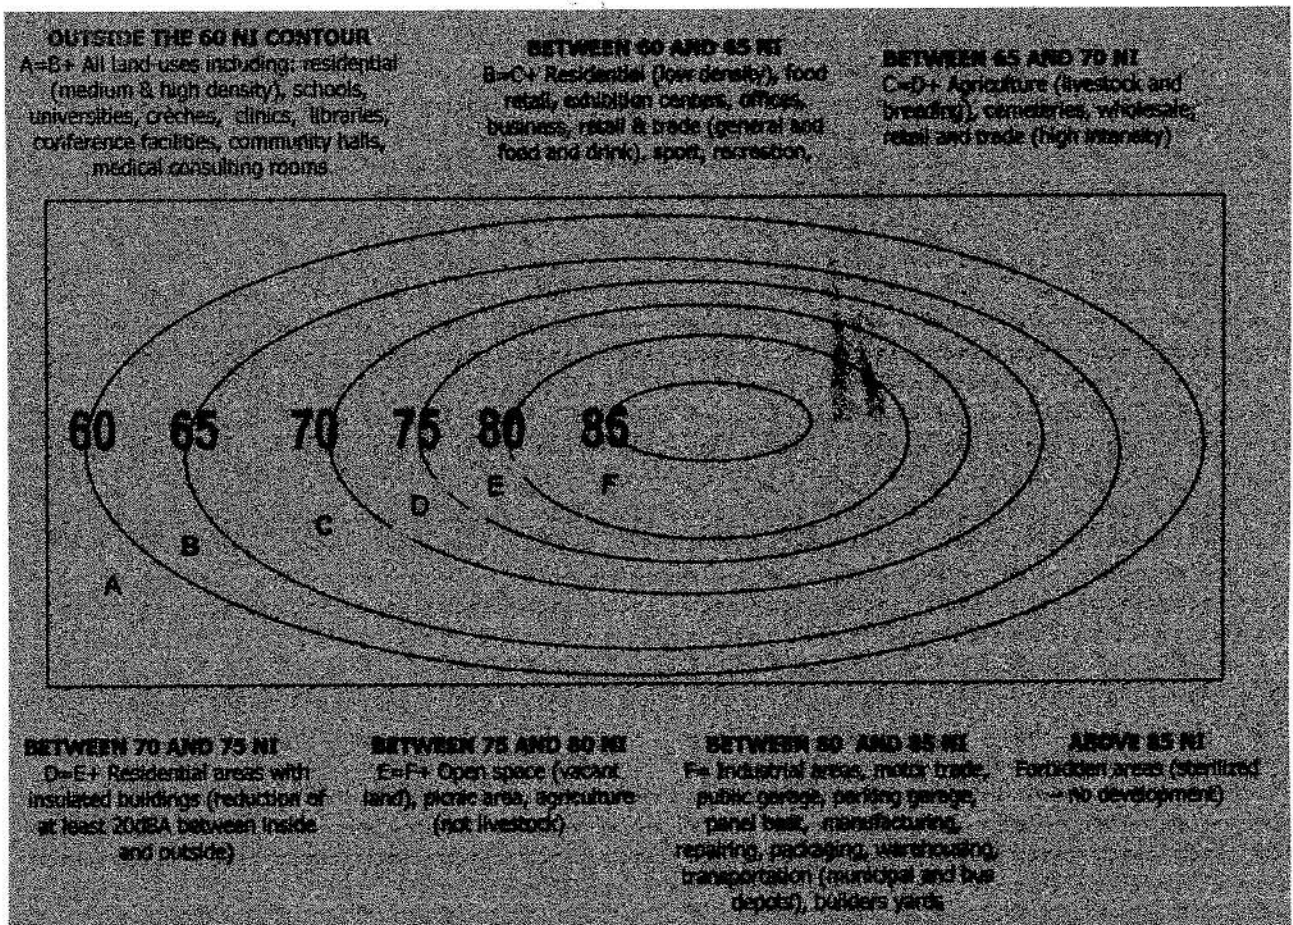 OUTSIDE THE 60 NI CONTOUR
A=B+ All land uses including: residential
(medium & high density), schools,
universities, crèches, clinics, libraries,
conference facilities, community halls,
medical consulting rooms
BETWEEN 60 AND 65 NI
B=C+ Residential (low density), food
retail, exhibition centers, offices,
business, retail & trade (general and
food and drink). sport, recreation,
BETWEEN 65 AND 70 NI
C=D+ Agriculture (livestock and
breeding), cemeteries, wholesale;
retail and trade (high intensity)
60 65 70 75 80 85
A B C D E F
BETWEEN 70 AND 75 NI
D=E+ Residential areas with
insulated buildings (reduction of
at least 20dBA between inside
and outside)
BETWEEN 75 AND 80 NI
E=F+ Open space (vacant
land), picnic area, agriculture
(not livestock)
BETWEEN 80 AND 85 NI
F= Industrial areas, motor trade,
public garage, parking garage,
panel beat, manufacturing,
repairing, packaging, warehousing,
transportation (municipal and bus
depots), builders yards
ABOVE 85 NI
Forbidden areas (sterilized
– No development)